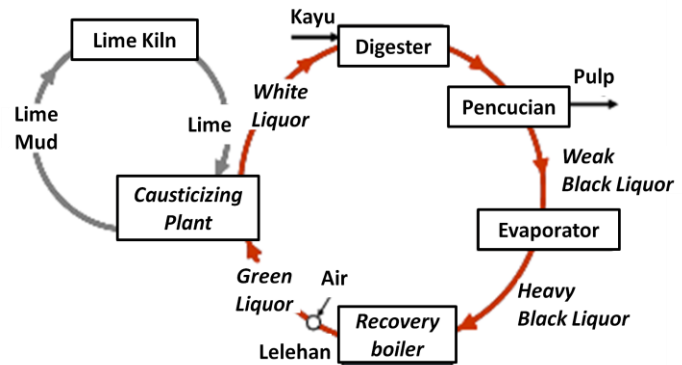 Kayu
Lime Kiln
Digester
White
Liquor
Pulp
Pencucian
Lime
Mud
Lime
Weak
Black Liquor
Causticizing
Plant
Evaporator
Green
Liquor
Air
Heavy
Black Liquor
Recovery
boiler
Lelehan